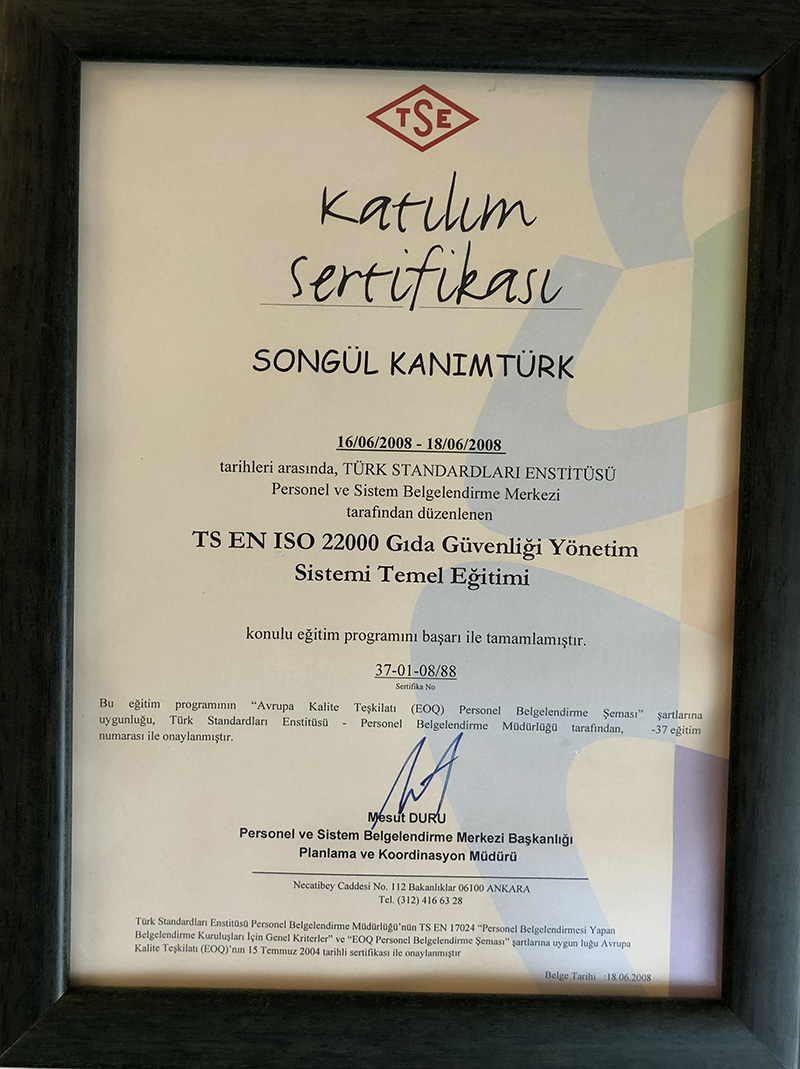 TSE
Katılım
Sertifikası
SONGÜL KANIMTÜRK
16/06/2008 - 18/06/2008
tarihleri arasında, TÜRK STANDARDLARI ENSTİTÜSÜ
Personel ve Sistem Belgelendirme Merkezi
tarafından düzenlenen
TS EN ISO 22000 Gıda Güvenliği Yönetim
Sistemi Temel Eğitimi
konulu eğitim programını başarı ile tamamlamıştır.
37-01-08/88
Sertifika No
Bu eğitim programının “Avrupa Kalite Teşkilatı (EOQ) Personel Belgelendirme Şeması” şartlarına
uygunluğu, Türk Standardları Enstitüsü - Personel Belgelendirme Müdürlüğü tarafından, -37 eğitim
numarası ile onaylanmıştır.
Mesut DURU
Personel ve Sistem Belgelendirme Merkezi Başkanlığı
Planlama ve Koordinasyon Müdürü
Necatibey Caddesi No. 112 Bakanlıklar 06100 ANKARA
Tel. (312) 416 63 28
Türk Standardları Enstitüsü Personel Belgelendirme Müdürlüğü’nün TS EN 17024 “Personel Belgelendirmesi Yapan
Belgelendirme Kuruluşları İçin Genel Kriterler” ve “EOQ Personel Belgelendirme Şeması” şartlarına uygun luğu Avrupa
Kalite Teşkilatı (EOQ)’nin 15 Temmuz 2004 tarihli sertifikası ile onaylanmıştır
Belge Tarihi :18.06.2008